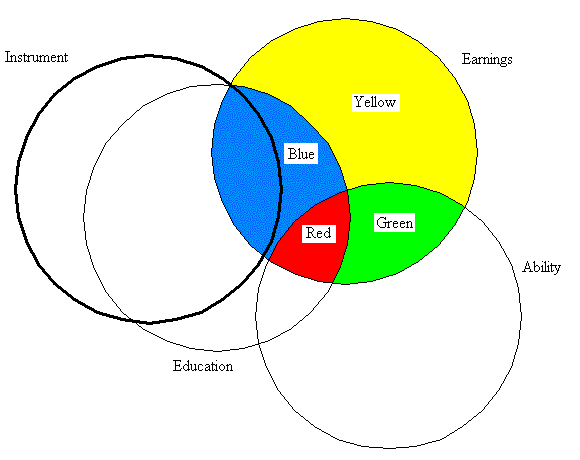 Instrument
Earnings
Yellow
Blue
Green
Red
Ability
Education